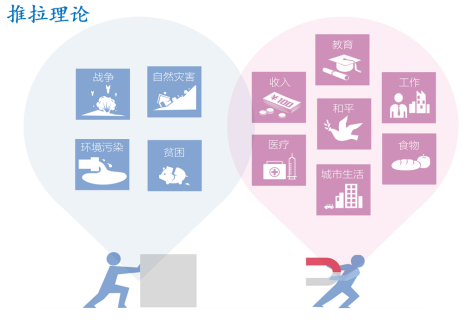 推拉理论
战争
自然灾害
环境污染
贫困
教育
收入
¥100
工作
和平
医疗
食物
城市生活